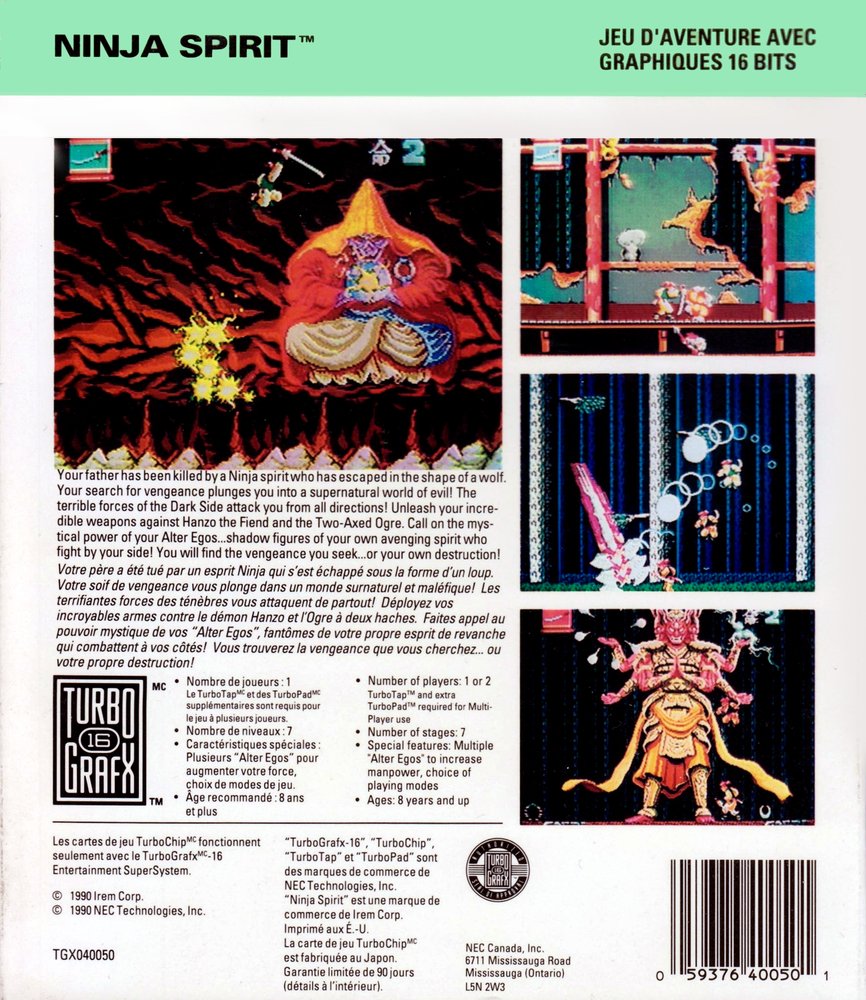 NINJA SPIRIT™
JEU D'AVENTURE AVEC
GRAPHIQUES 16 BITS
命 2
Your father has been killed by a Ninja spirit who has escaped in the shape of a wolf.
Your search for vengeance plunges you into a supernatural world of evil! The
terrible forces of the Dark Side attack you from all directions! Unleash your incre-
dible weapons against Hanzo the Fiend and the Two-Axed Ogre. Call on the mys-
tical power of your Alter Egos...shadow figures of your own avenging spirit who
fight by your side! You will find the vengeance you seek...or your own destruction!
Votre père a été tué par un esprit Ninja qui s'est échappé sous la forme d'un loup.
Votre soif de vengeance vous plonge dans un monde surnaturel et maléfique! Les
terrifiantes forces des ténèbres vous attaquent de partout! Déployez vos
incroyables armes contre le démon Hanzo et l'Ogre à deux haches. Faites appel au
pouvoir mystique de vos "Alter Egos", fantômes de votre propre esprit de revanche
qui combattent à vos côtés! Vous trouverez la vengeance que vous cherchez... ou
votre propre destruction!
TURBO
16
GRAFX
MC
TM
• Nombre de joueurs : 1
Le TurboTapMC et des TurboPadMC
supplémentaires sont requis pour
le jeu à plusieurs joueurs.
• Nombre de niveaux : 7
• Caractéristiques spéciales :
Plusieurs "Alter Egos" pour
augmenter votre force,
choix de modes de jeu.
• Âge recommandé : 8 ans
et plus
• Number of players: 1 or 2
TurboTap™ and extra
TurboPad™ required for Multi-
Player use
• Number of stages: 7
• Special features: Multiple
"Alter Egos" to increase
manpower, choice of
playing modes
• Ages: 8 years and up
Les cartes de jeu TurboChipMC fonctionnent
seulement avec le TurboGrafxMC-16
Entertainment SuperSystem.
© 1990 Irem Corp.
© 1990 NEC Technologies, Inc.
TGX040050
"TurboGrafx-16", "TurboChip",
"TurboTap" et "TurboPad" sont
des marques de commerce de
NEC Technologies, Inc.
"Ninja Spirit" est une marque de
commerce de Irem Corp.
Imprimé aux É.-U.
La carte de jeu TurboChipMC
est fabriquée au Japon.
Garantie limitée de 90 jours
(détails à l'intérieur).
TURBO
16
GRAFX
NEC Canada, Inc.
6711 Mississauga Road
Mississauga (Ontario)
L5N 2W3
0 59376 40050 1